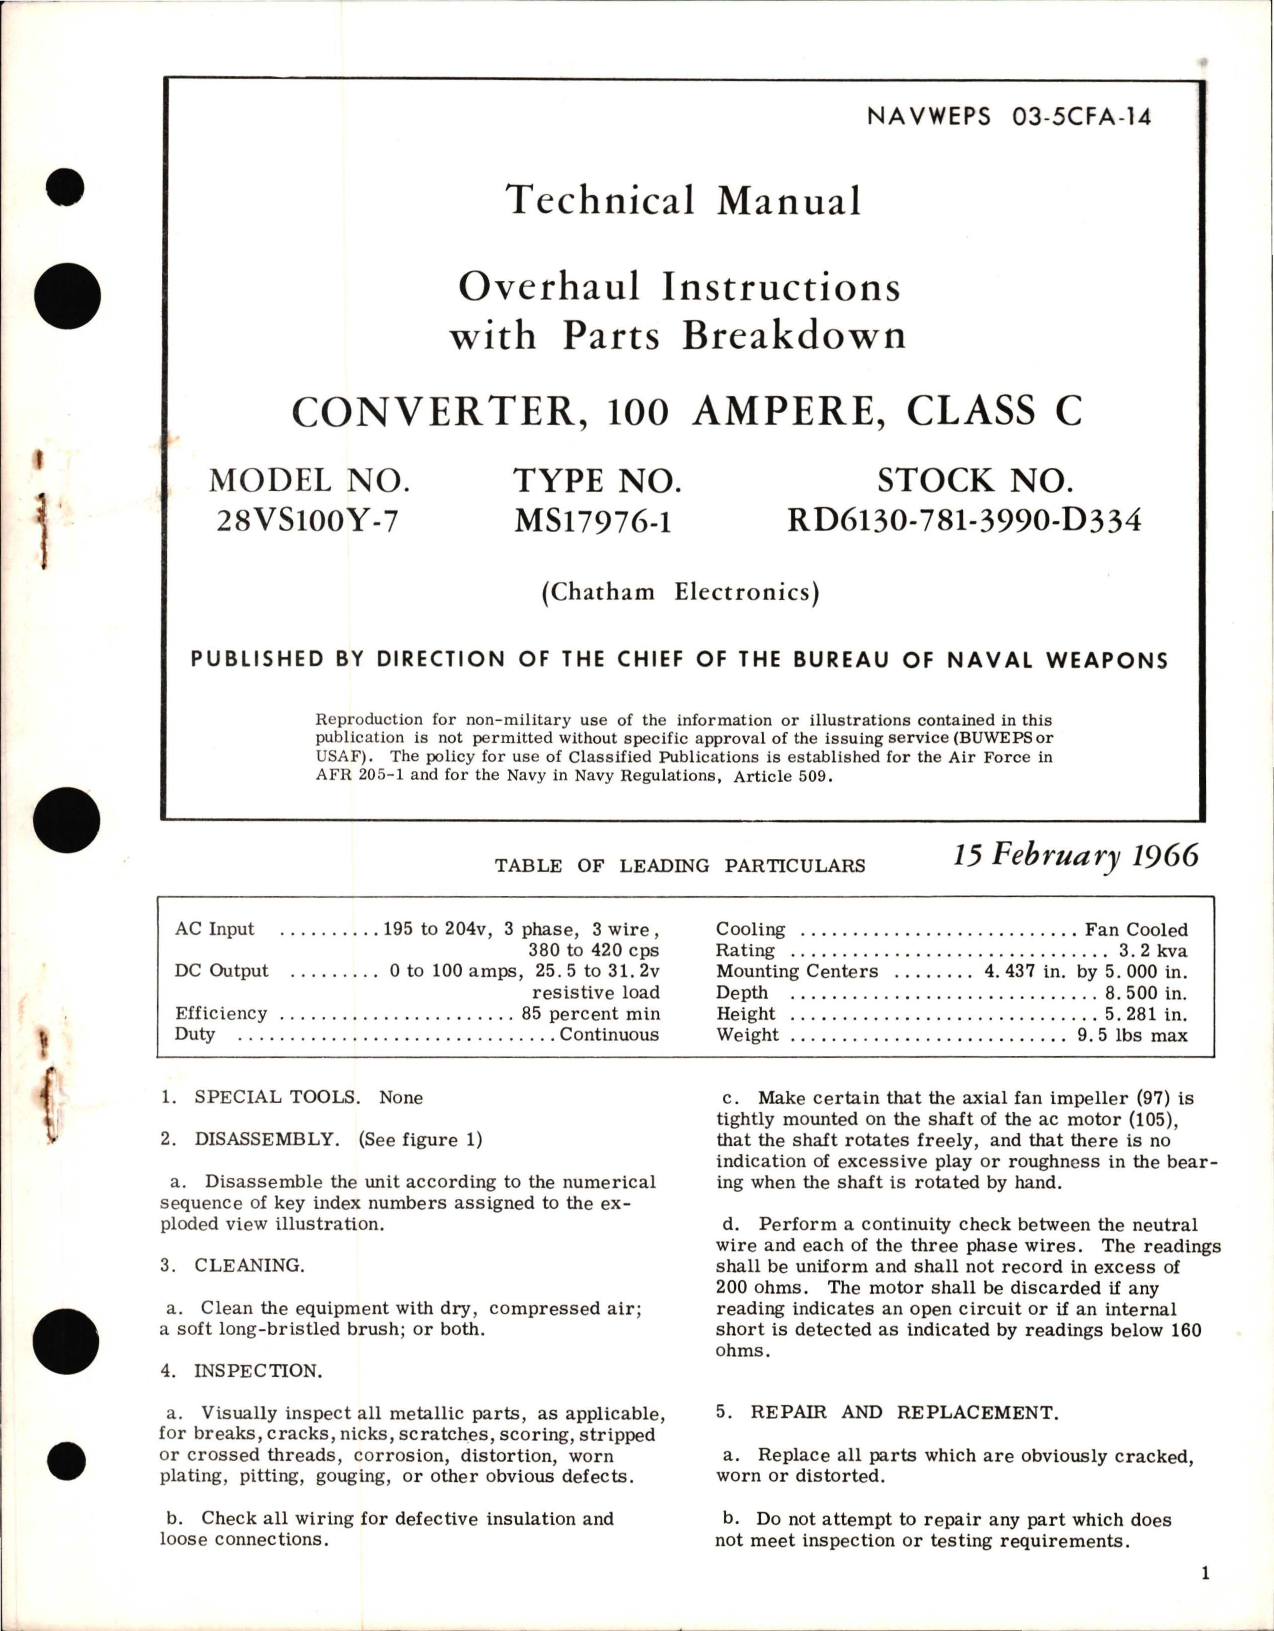 NAVWEPS 03-5CFA-14
Technical Manual
Overhaul Instructions
with Parts Breakdown
CONVERTER, 100 AMPERE, CLASS C
MODEL NO. TYPE NO. STOCK NO.
28VS100Y-7 MS17976-1 RD6130-781-3990-D334
(Chatham Electronics)
PUBLISHED BY DIRECTION OF THE CHIEF OF THE BUREAU OF NAVAL WEAPONS
Reproduction for non-military use of the information or illustrations contained in this
publication is not permitted without specific approval of the issuing service (BUWEPS or
USAF). The policy for use of Classified Publications is established for the Air Force in
AFR 205-1 and for the Navy in Navy Regulations, Article 509.
15 February 1966
TABLE OF LEADING PARTICULARS
AC Input .......... 195 to 204v, 3 phase, 3 wire,
380 to 420 cps
DC Output ......... 0 to 100 amps, 25.5 to 31.2v
resistive load
Efficiency ....................... 85 percent min
Duty ............................... Continuous
Cooling ........................... Fan Cooled
Rating ............................... 3.2 kva
Mounting Centers ........ 4.437 in. by 5.000 in.
Depth .............................. 8.500 in.
Height .............................. 5.281 in.
Weight ........................... 9.5 lbs max
1. SPECIAL TOOLS. None
2. DISASSEMBLY. (See figure 1)
a. Disassemble the unit according to the numerical
sequence of key index numbers assigned to the ex-
ploded view illustration.
3. CLEANING.
a. Clean the equipment with dry, compressed air;
a soft long-bristled brush; or both.
4. INSPECTION.
a. Visually inspect all metallic parts, as applicable,
for breaks, cracks, nicks, scratches, scoring, stripped
or crossed threads, corrosion, distortion, worn
plating, pitting, gouging, or other obvious defects.
b. Check all wiring for defective insulation and
loose connections.
c. Make certain that the axial fan impeller (97) is
tightly mounted on the shaft of the ac motor (105),
that the shaft rotates freely, and that there is no
indication of excessive play or roughness in the bear-
ing when the shaft is rotated by hand.
d. Perform a continuity check between the neutral
wire and each of the three phase wires. The readings
shall be uniform and shall not record in excess of
200 ohms. The motor shall be discarded if any
reading indicates an open circuit or if an internal
short is detected as indicated by readings below 160
ohms.
5. REPAIR AND REPLACEMENT.
a. Replace all parts which are obviously cracked,
worn or distorted.
b. Do not attempt to repair any part which does
not meet inspection or testing requirements.
1